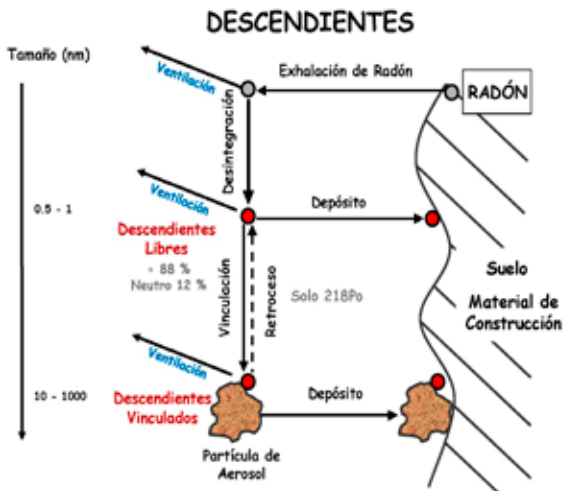 DESCENDIENTES
Tamaño (nm)
Ventilación
Exhalación de Radón
RADÓN
Desintegración
0.5 - 1
Ventilación
Depósito
Descendientes
Libres
- 88 %
Neutro 12 %
Vinculación
Retroceso
Solo 218Po
Suelo
Material de
Construcción
Ventilación
10 - 1000
Descendientes
Vinculados
Depósito
Partícula de
Aerosol